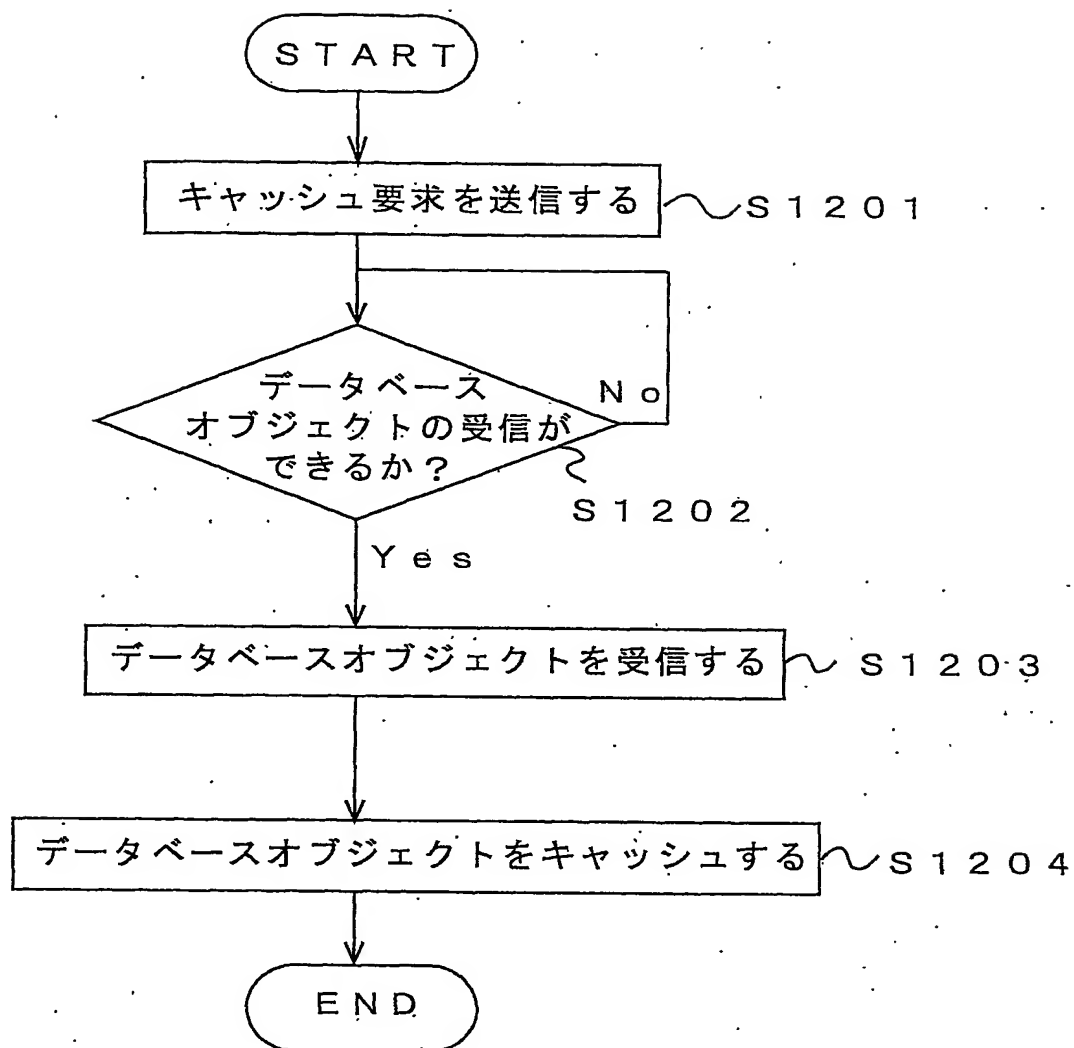 START
キャッシュ要求を送信する
S1201
データベース
オブジェクトの受信が
できるか?
No
S1202
Yes
データベースオブジェクトを受信する
S1203
データベースオブジェクトをキャッシュする
S1204
END